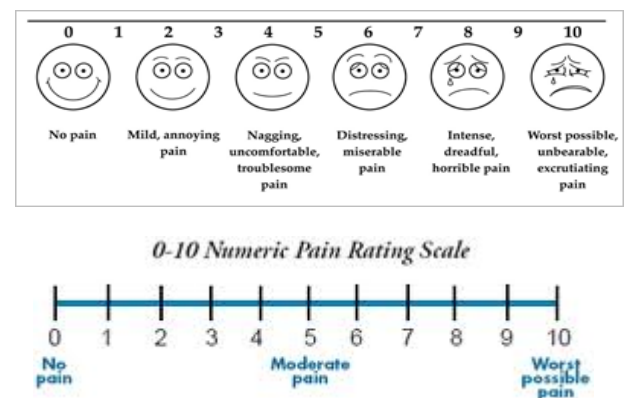 0 1 2 3 4 5 6 7 8 9 10
No pain
Mild, annoying
pain
Nagging,
uncomfortable,
troublesome
pain
Distressing,
miserable
pain
Intense,
dreadful,
horrible pain
Worst possible,
unbearable,
excrutiating
pain
0-10 Numeric Pain Rating Scale
0 1 2 3 4 5 6 7 8 9 10
No
pain
Moderate
pain
Worst
possible
pain